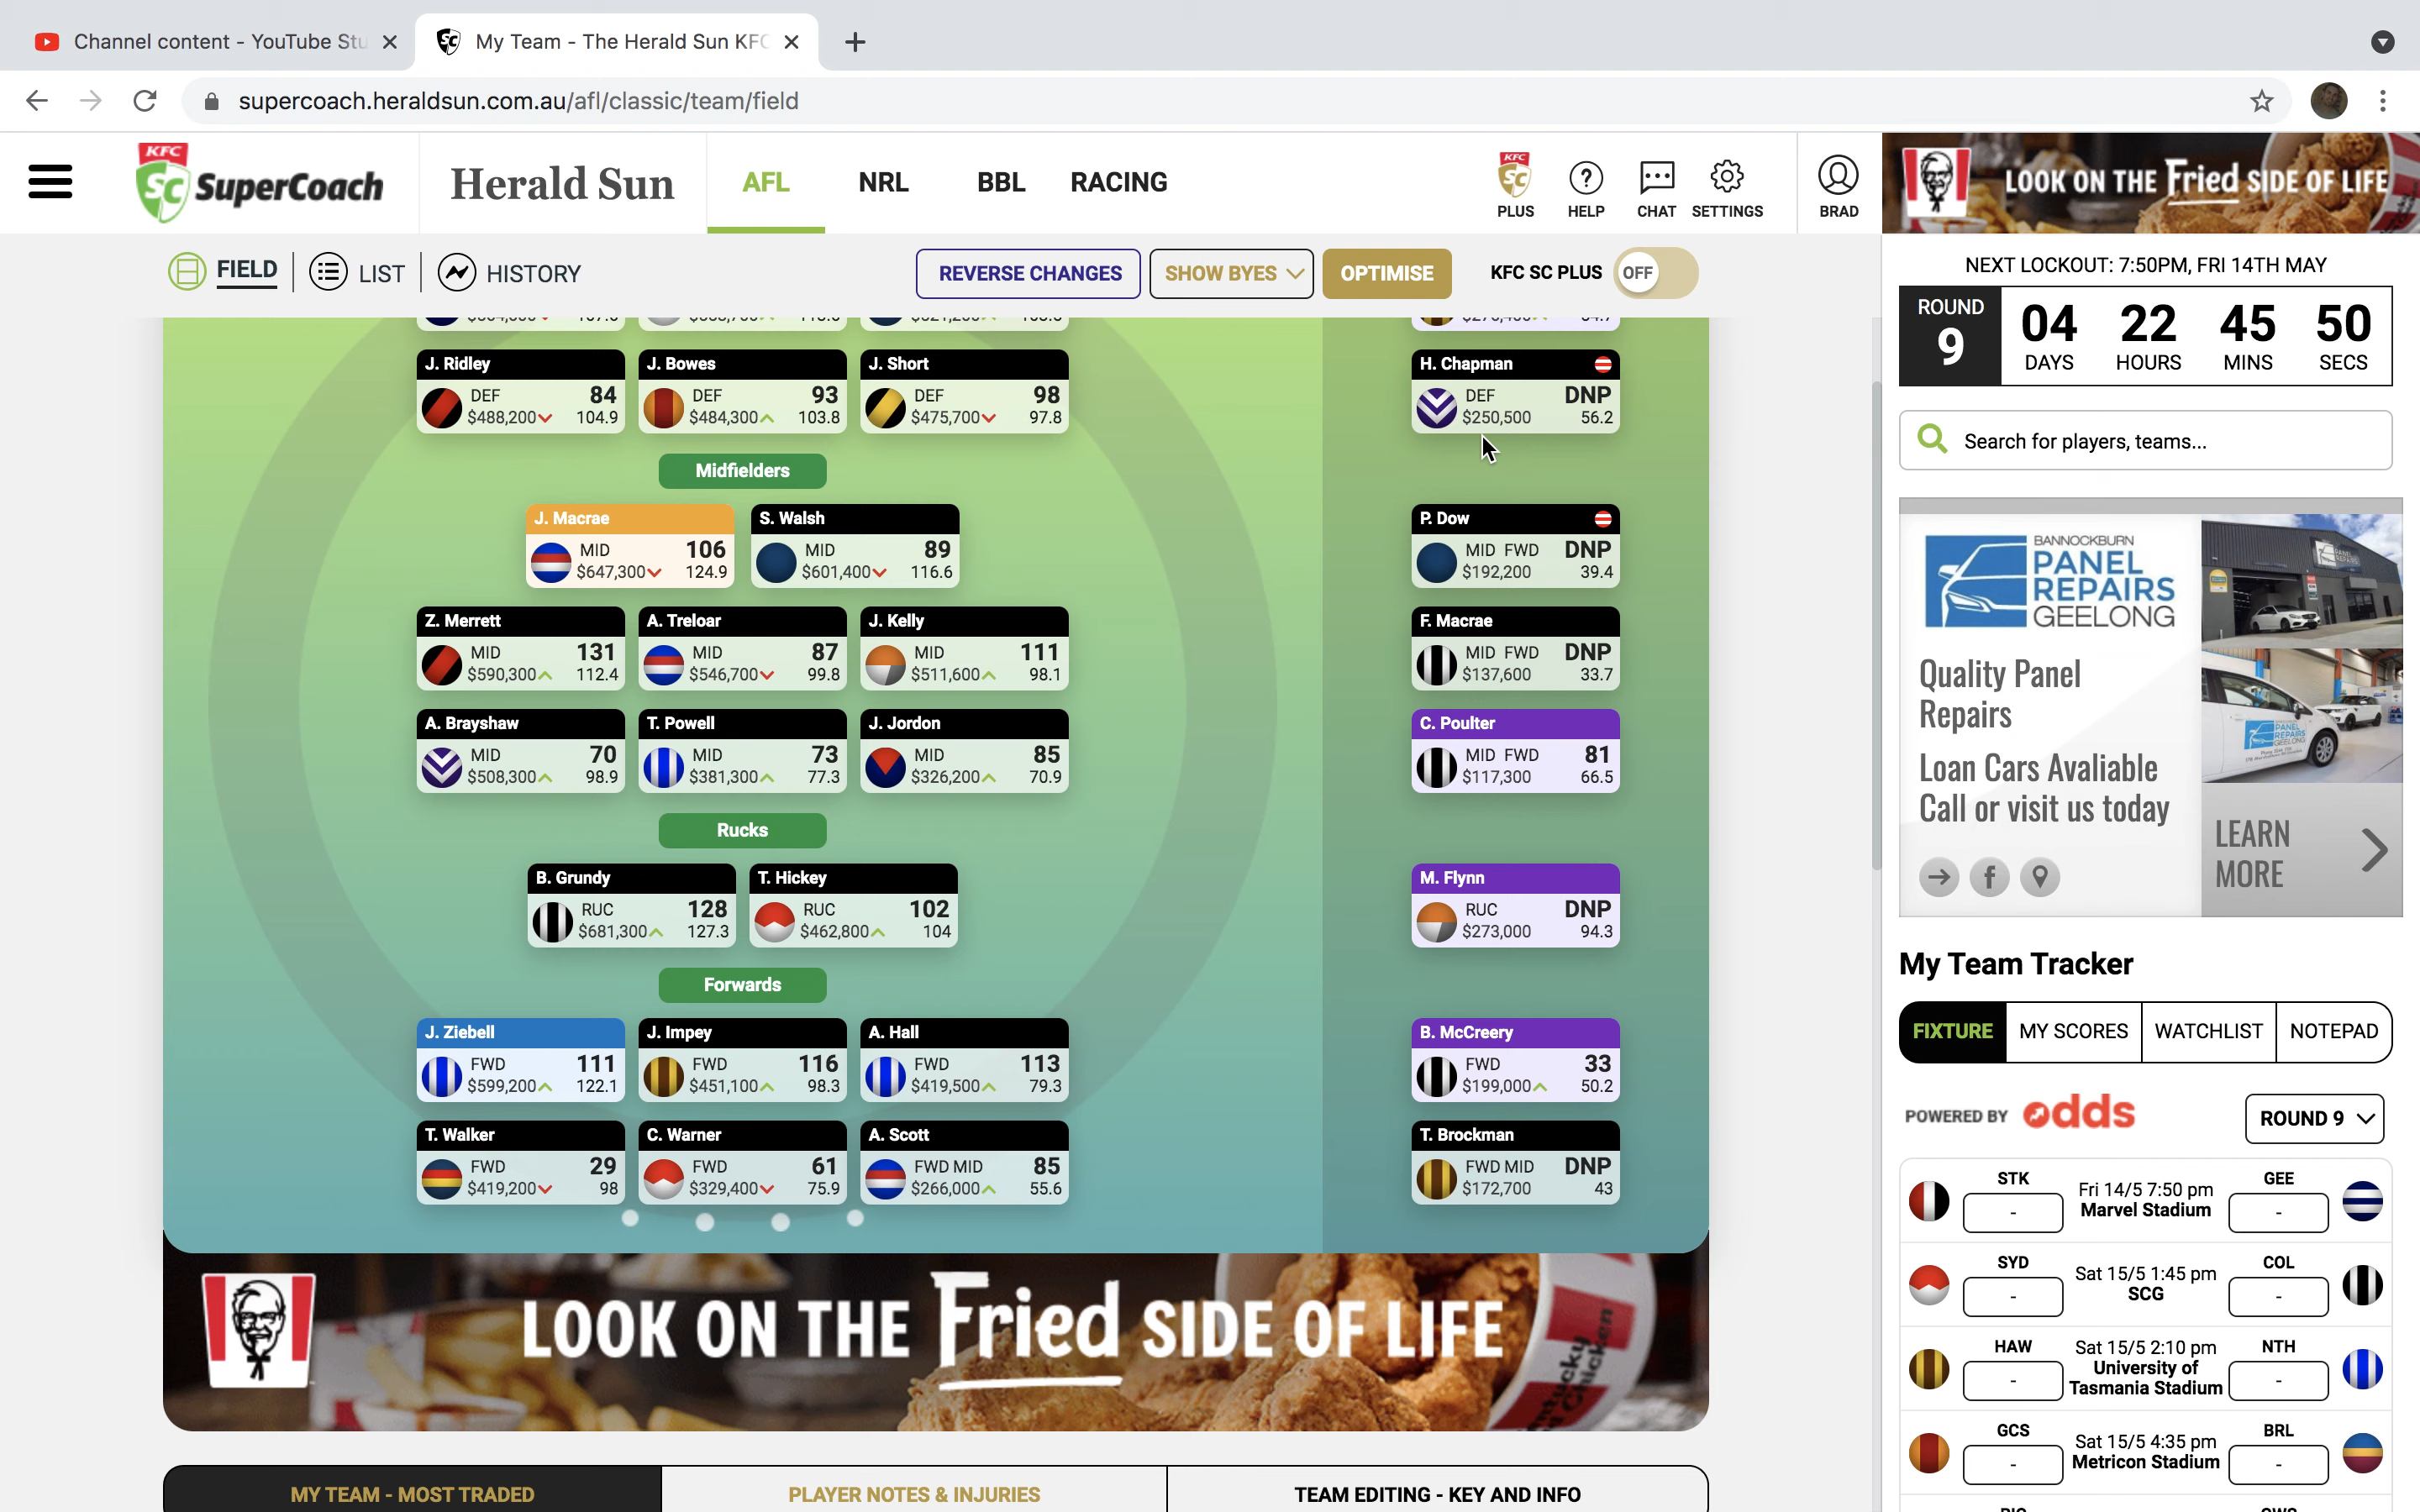 Channel content - YouTube Stu
My Team - The Herald Sun KFC
supercoach.heraldsun.com.au/afl/classic/team/field
KFC SC SuperCoach
Herald Sun
AFL NRL BBL RACING
PLUS HELP CHAT SETTINGS BRAD
LOOK ON THE Fried SIDE OF LIFE
FIELD LIST HISTORY
REVERSE CHANGES SHOW BYES OPTIMISE KFC SC PLUS OFF
J. Ridley
DEF 84
$488,200 104.9
J. Bowes
DEF 93
$484,300 103.8
J. Short
DEF 98
$475,700 97.8
H. Chapman
DEF DNP
$250,500 56.2
Midfielders
J. Macrae
MID 106
$647,300 124.9
S. Walsh
MID 89
$601,400 116.6
P. Dow
MID FWD DNP
$192,200 39.4
Z. Merrett
MID 131
$590,300 112.4
A. Treloar
MID 87
$546,700 99.8
J. Kelly
MID 111
$511,600 98.1
F. Macrae
MID FWD DNP
$137,600 33.7
A. Brayshaw
MID 70
$508,300 98.9
T. Powell
MID 73
$381,300 77.3
J. Jordon
MID 85
$326,200 70.9
C. Poulter
MID FWD 81
$117,300 66.5
Rucks
B. Grundy
RUC 128
$681,300 127.3
T. Hickey
RUC 102
$462,800 104
M. Flynn
RUC DNP
$273,000 94.3
Forwards
J. Ziebell
FWD 111
$599,200 122.1
J. Impey
FWD 116
$451,100 98.3
A. Hall
FWD 113
$419,500 79.3
B. McCreery
FWD 33
$199,000 50.2
T. Walker
FWD 29
$419,200 98
C. Warner
FWD 61
$329,400 75.9
A. Scott
FWD MID 85
$266,000 55.6
T. Brockman
FWD MID DNP
$172,700 43
LOOK ON THE Fried SIDE OF LIFE
MY TEAM - MOST TRADED
PLAYER NOTES & INJURIES
TEAM EDITING - KEY AND INFO
NEXT LOCKOUT: 7:50PM, FRI 14TH MAY
ROUND 9
04 22 45 50
DAYS HOURS MINS SECS
Search for players, teams...
BANNOCKBURN
PANEL
REPAIRS
GEELONG
Quality Panel
Repairs
Loan Cars Avaliable
Call or visit us today
LEARN
MORE
My Team Tracker
FIXTURE MY SCORES WATCHLIST NOTEPAD
POWERED BY odds
ROUND 9
STK Fri 14/5 7:50 pm GEE
- Marvel Stadium -
SYD Sat 15/5 1:45 pm COL
- SCG -
HAW Sat 15/5 2:10 pm NTH
- University of -
Tasmania Stadium
GCS Sat 15/5 4:35 pm BRL
- Metricon Stadium -